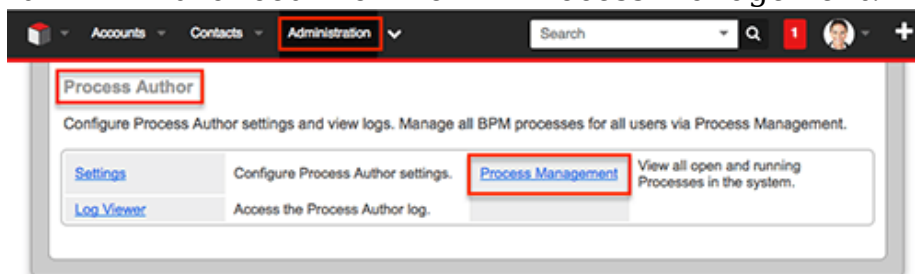 Accounts Contacts Administration Search 1
Process Author
Configure Process Author settings and view logs. Manage all BPM processes for all users via Process Management.
Settings Configure Process Author settings. Process Management View all open and running
Processes in the system.
Log Viewer Access the Process Author log.